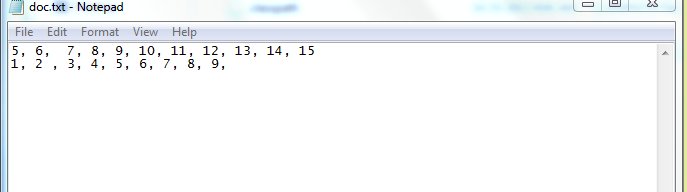 doc.txt - Notepad
File Edit Format View Help
5, 6,  7, 8, 9, 10, 11, 12, 13, 14, 15
1, 2 , 3, 4, 5, 6, 7, 8, 9,